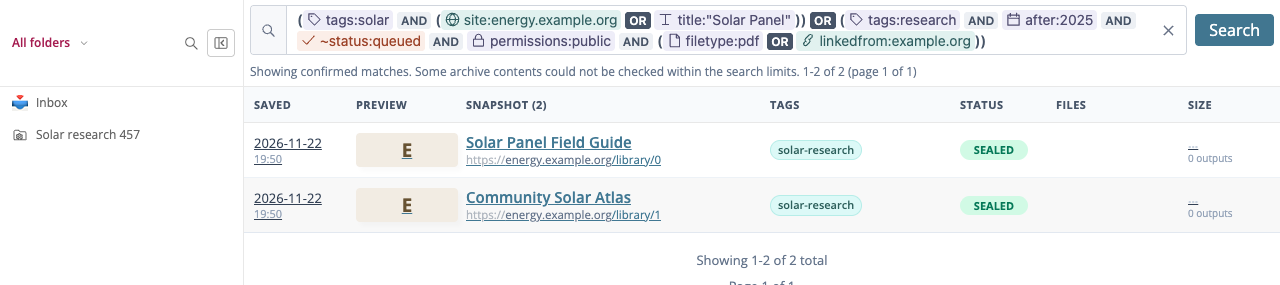 ( tags:solar AND ( site:energy.example.org OR title:"Solar Panel" )) OR ( tags:research AND after:2025 AND
~status:queued AND permissions:public AND ( filetype:pdf OR linkedfrom:example.org ))
Search
All folders
Showing confirmed matches. Some archive contents could not be checked within the search limits. 1-2 of 2 (page 1 of 1)
Inbox
Solar research 457
SAVED PREVIEW SNAPSHOT (2) TAGS STATUS FILES SIZE
2026-11-22 E Solar Panel Field Guide solar-research SEALED ...
19:50 https://energy.example.org/library/0 0 outputs
2026-11-22 E Community Solar Atlas solar-research SEALED ...
19:50 https://energy.example.org/library/1 0 outputs
Showing 1-2 of 2 total
Page 1 of 1